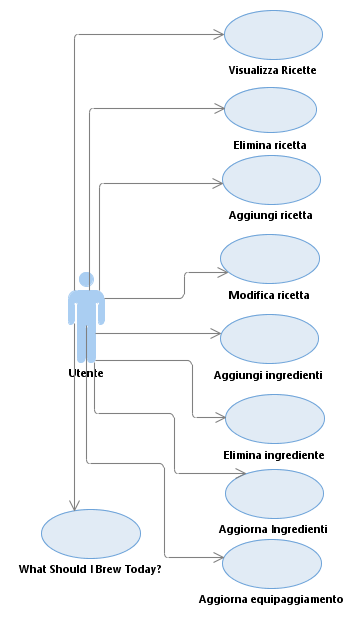 Visualizza Ricette
Elimina ricetta
Aggiungi ricetta
Modifica ricetta
Utente
Aggiungi ingredienti
Elimina ingrediente
Aggiorna Ingredienti
What Should I Brew Today?
Aggiorna equipaggiamento